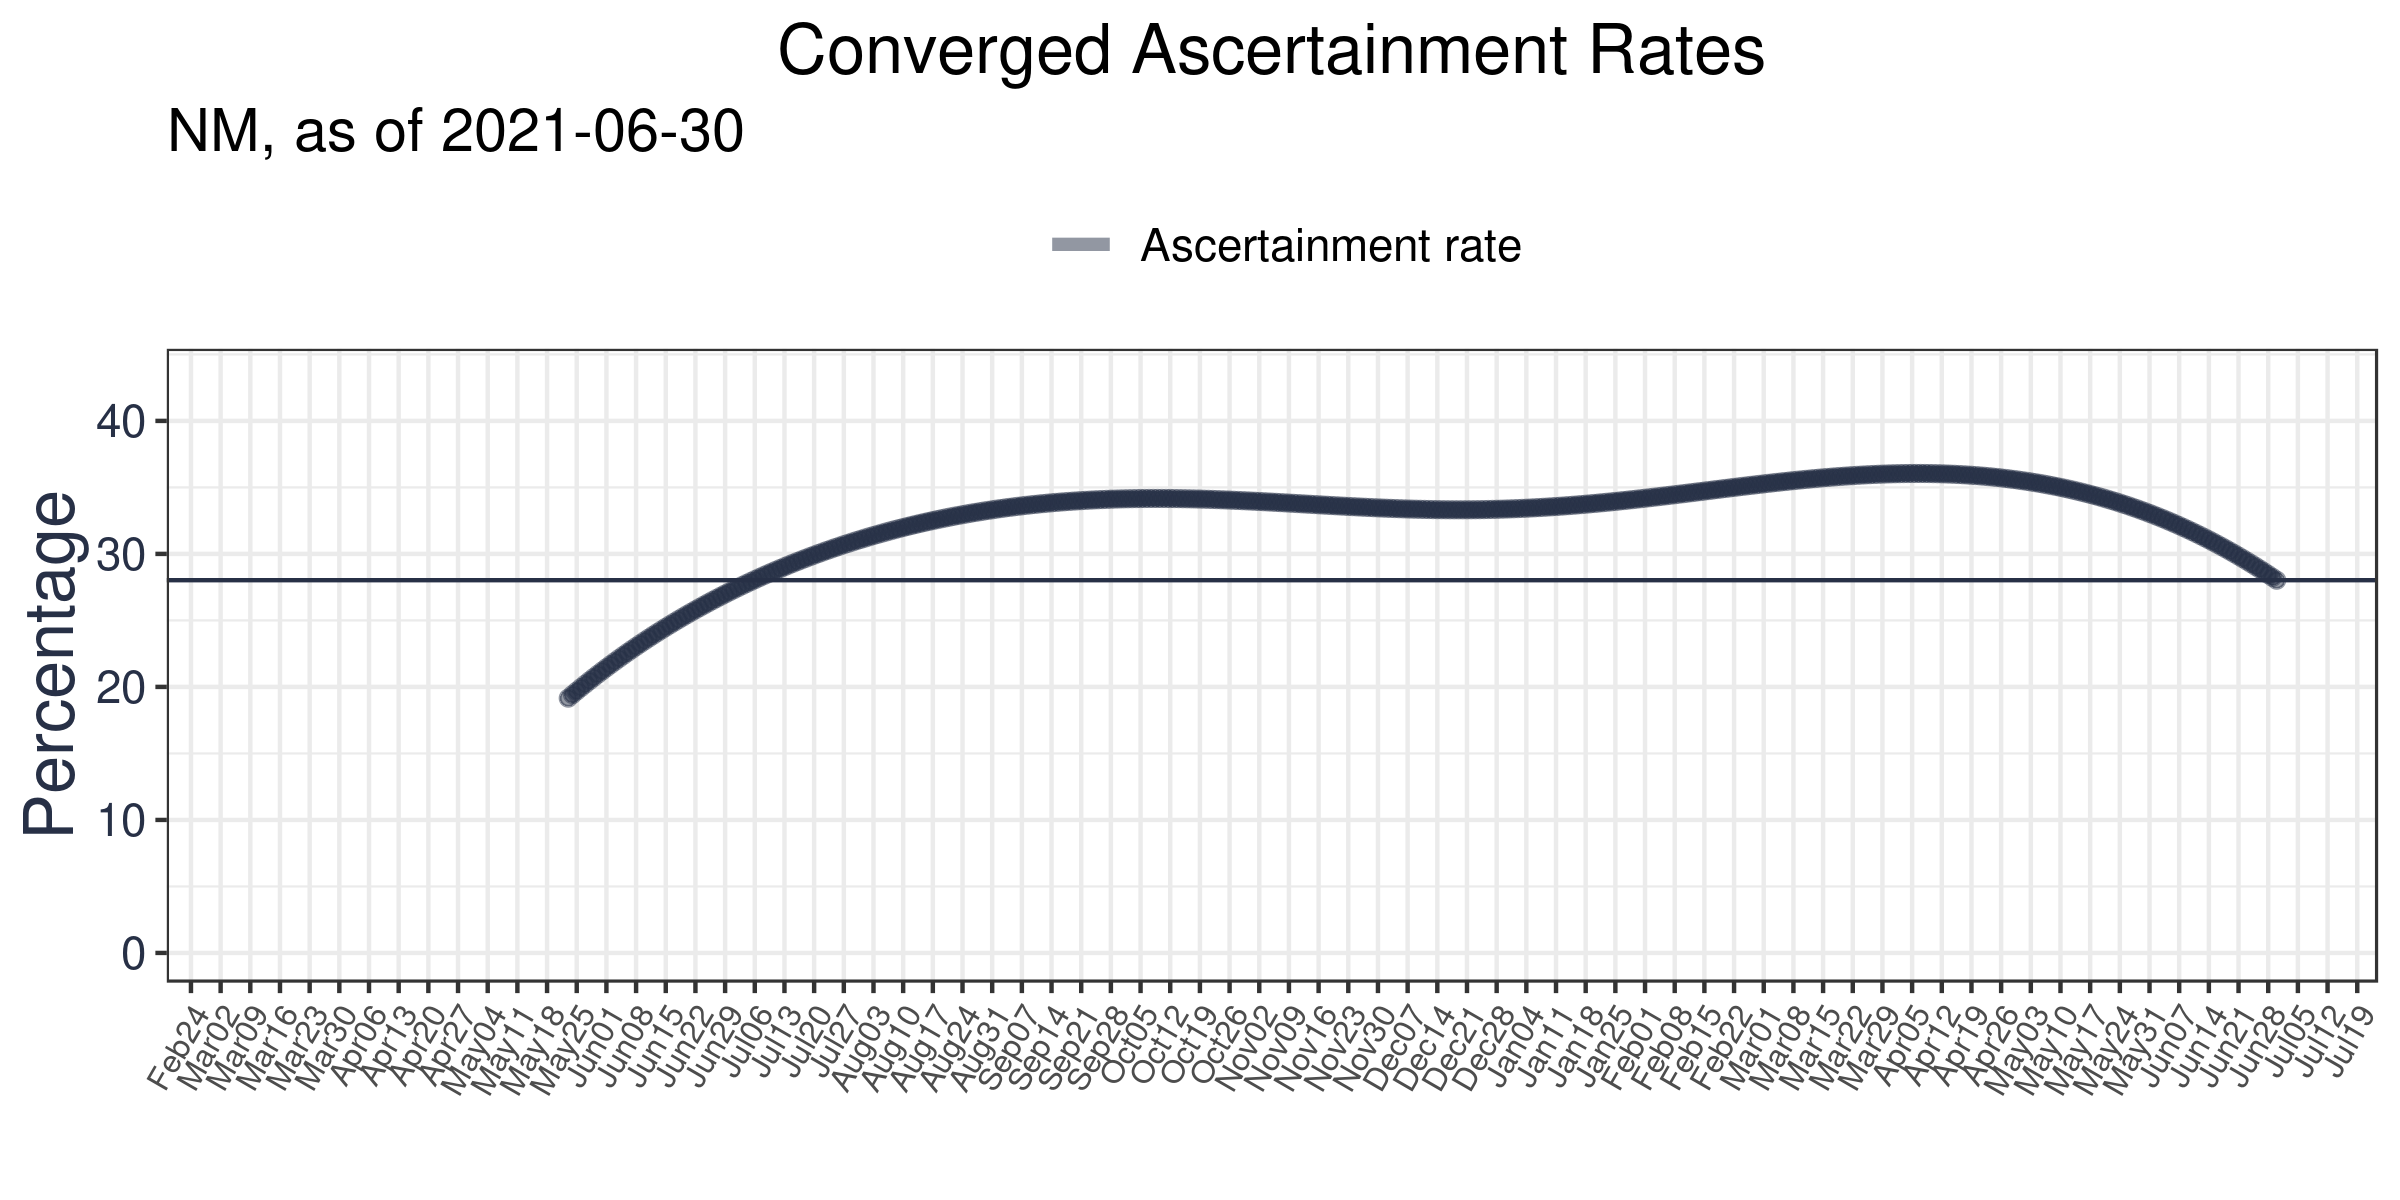 Converged Ascertainment Rates
NM, as of 2021-06-30
Ascertainment rate
Percentage
40
30
20
10
0
Feb24
Mar02
Mar09
Mar16
Mar23
Mar30
Apr06
Apr13
Apr20
Apr27
May04
May11
May18
May25
Jun01
Jun08
Jun15
Jun22
Jun29
Jul06
Jul13
Jul20
Jul27
Aug03
Aug10
Aug17
Aug24
Aug31
Sep07
Sep14
Sep21
Sep28
Oct05
Oct12
Oct19
Oct26
Nov02
Nov09
Nov16
Nov23
Nov30
Dec07
Dec14
Dec21
Dec28
Jan04
Jan11
Jan18
Jan25
Feb01
Feb08
Feb15
Feb22
Mar01
Mar08
Mar15
Mar22
Mar29
Apr05
Apr12
Apr19
Apr26
May03
May10
May17
May24
May31
Jun07
Jun14
Jun21
Jun28
Jul05
Jul12
Jul19